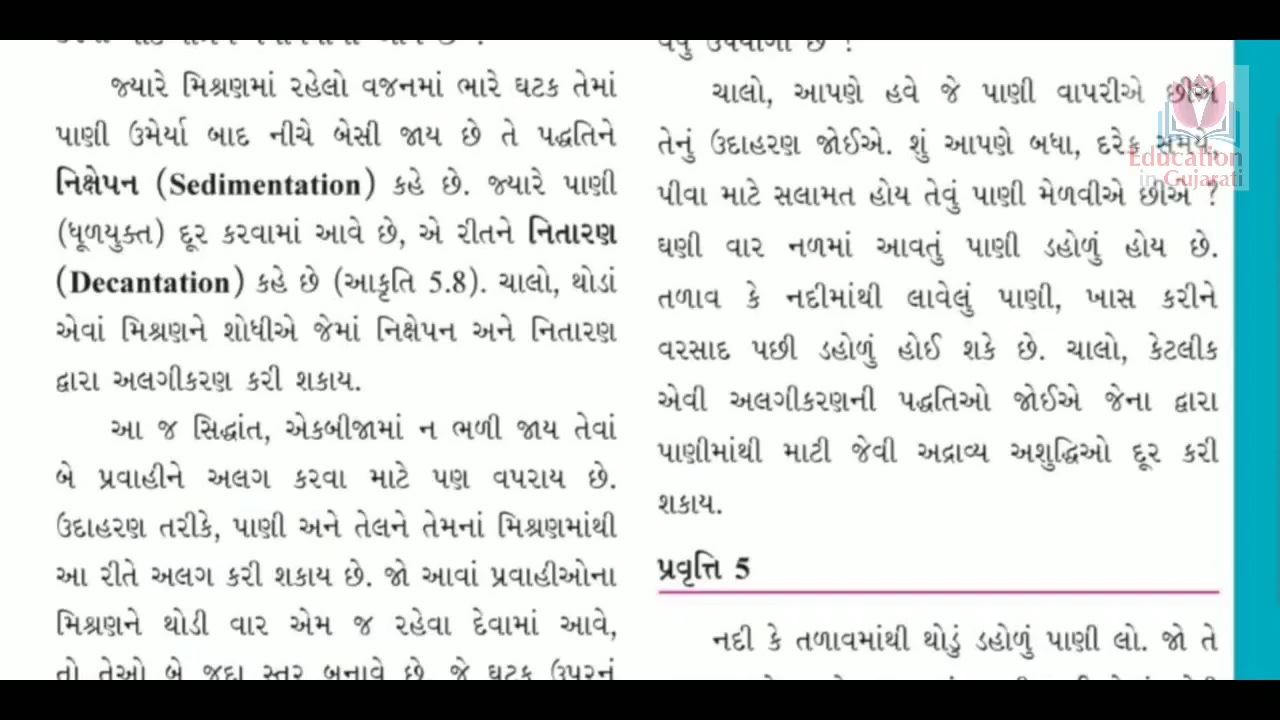 જ્યારે મિશ્રણમાં રહેલો વજનમાં ભારે ઘટક તેમાં
પાણી ઉમેર્યા બાદ નીચે બેસી જાય છે તે પદ્ધતિને
નિક્ષેપન (Sedimentation) કહે છે. જ્યારે પાણી
(ધૂળયુક્ત) દૂર કરવામાં આવે છે, એ રીતને નિતારણ
(Decantation) કહે છે (આકૃતિ 5.8). ચાલો, થોડાં
એવાં મિશ્રણને શોધીએ જેમાં નિક્ષેપન અને નિતારણ
દ્વારા અલગીકરણ કરી શકાય.
આ જ સિદ્ધાંત, એકબીજામાં ન ભળી જાય તેવાં
બે પ્રવાહીને અલગ કરવા માટે પણ વપરાય છે.
ઉદાહરણ તરીકે, પાણી અને તેલને તેમનાં મિશ્રણમાંથી
આ રીતે અલગ કરી શકાય છે. જો આવાં પ્રવાહીઓના
મિશ્રણને થોડી વાર એમ જ રહેવા દેવામાં આવે,
તો તેઓ બે જુદા સ્તર બનાવે છે. જે ઘટક ઉપરનું
ચાલો, આપણે હવે જે પાણી વાપરીએ છીએ
તેનું ઉદાહરણ જોઈએ. શું આપણે બધા, દરેક સમયે,
પીવા માટે સલામત હોય તેવું પાણી મેળવીએ છીએ ?
ઘણી વાર નળમાં આવતું પાણી ડહોળું હોય છે.
તળાવ કે નદીમાંથી લાવેલું પાણી, ખાસ કરીને
વરસાદ પછી ડહોળું હોઈ શકે છે. ચાલો, કેટલીક
એવી અલગીકરણની પદ્ધતિઓ જોઈએ જેના દ્વારા
પાણીમાંથી માટી જેવી અદ્રાવ્ય અશુદ્ધિઓ દૂર કરી
શકાય.
પ્રવૃત્તિ 5
નદી કે તળાવમાંથી થોડું ડહોળું પાણી લો. જો તે
Education
in Gujarati